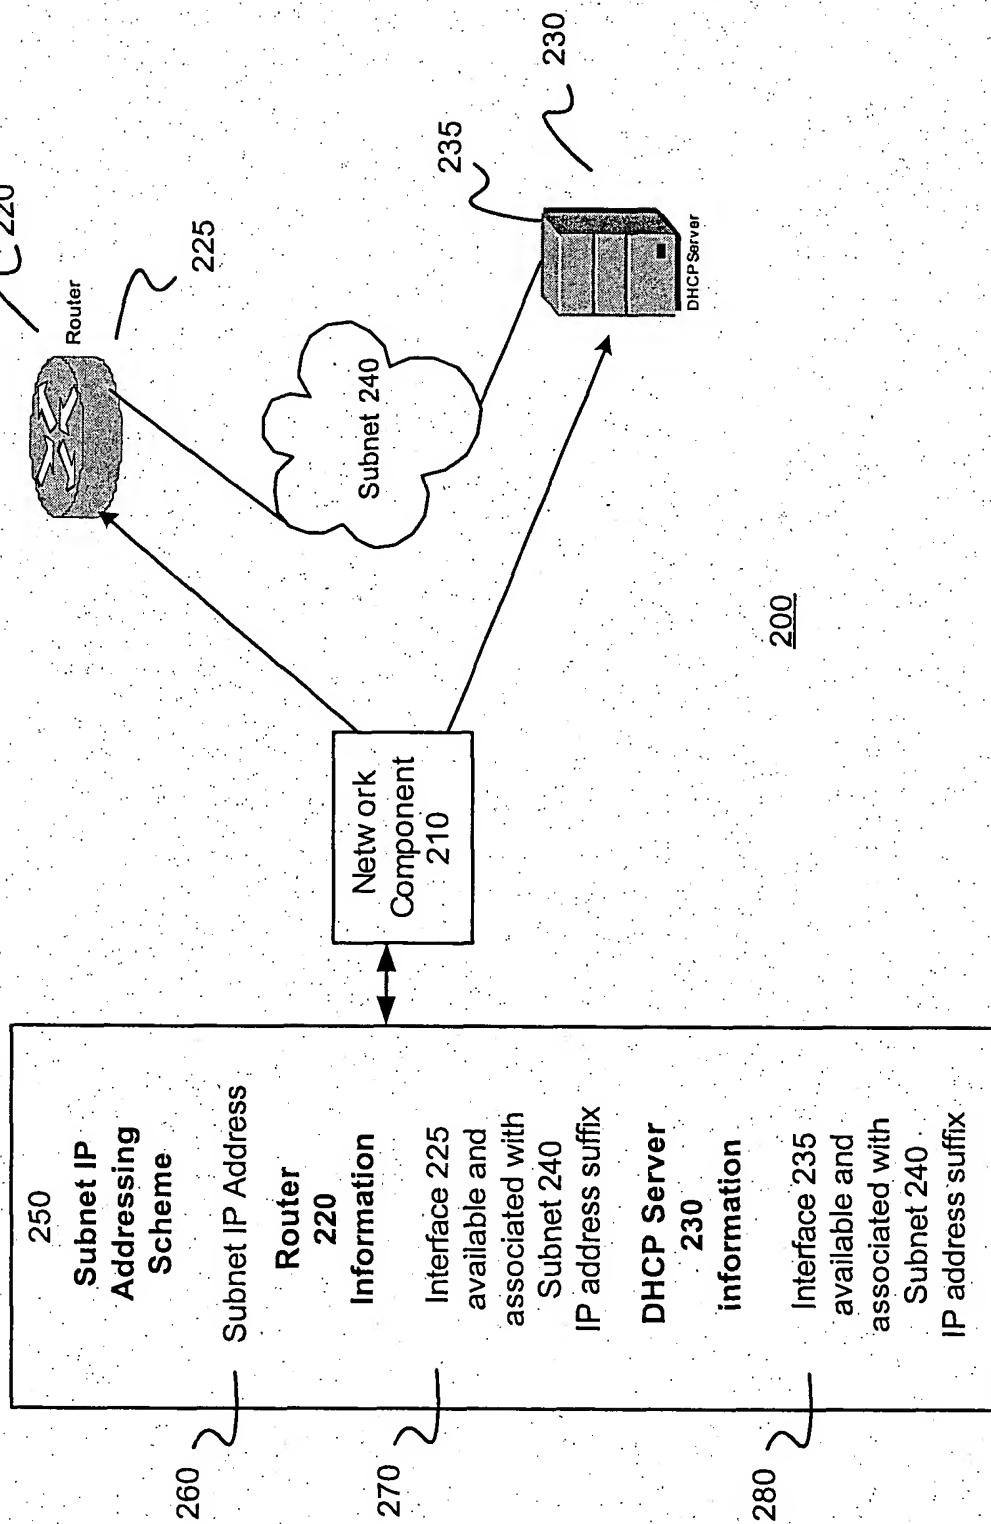 250
Subnet IP
Addressing
Scheme
260
Subnet IP Address
Router
220
Information
270
Interface 225
available and
associated with
Subnet 240
IP address suffix
DHCP Server
230
information
280
Interface 235
available and
associated with
Subnet 240
IP address suffix
Network
Component
210
220
Router
225
Subnet 240
235
230
DHCP Server
200